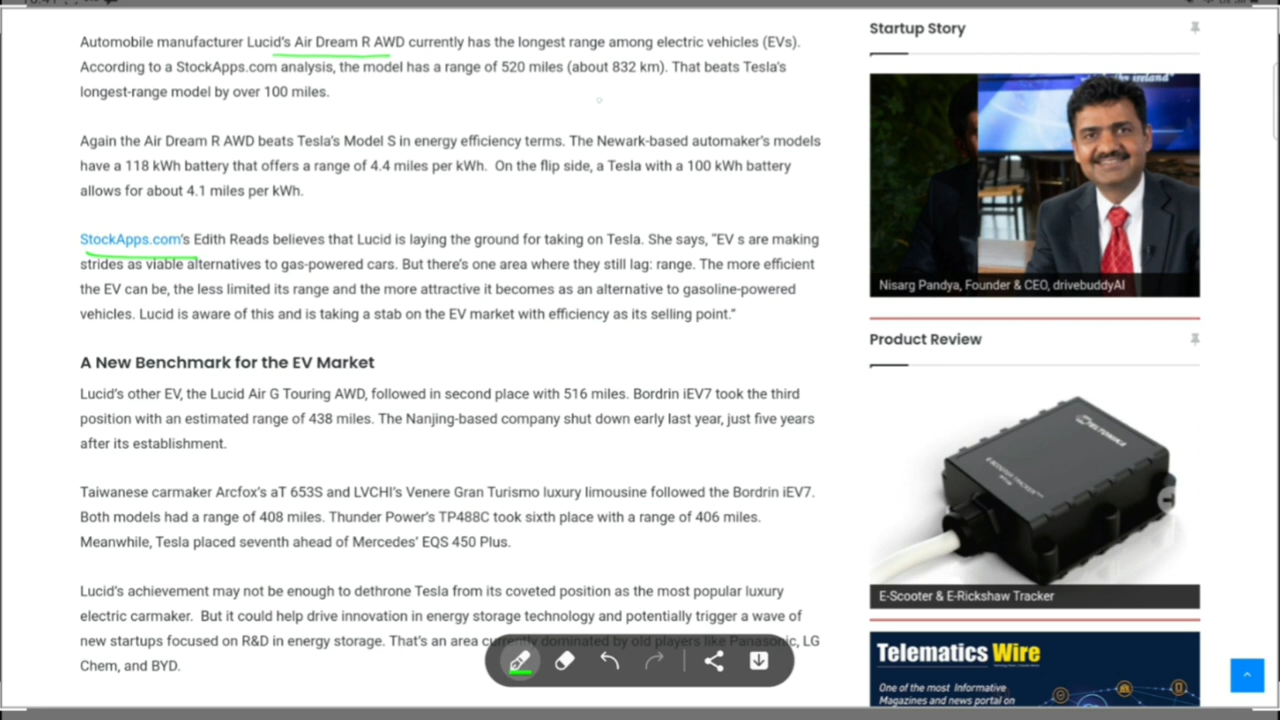 Automobile manufacturer Lucid's Air Dream R AWD currently has the longest range among electric vehicles (EVs).
According to a StockApps.com analysis, the model has a range of 520 miles (about 832 km). That beats Tesla's
longest-range model by over 100 miles.
Again the Air Dream R AWD beats Tesla's Model S in energy efficiency terms. The Newark-based automaker's models
have a 118 kWh battery that offers a range of 4.4 miles per kWh. On the flip side, a Tesla with a 100 kWh battery
allows for about 4.1 miles per kWh.
StockApps.com's Edith Reads believes that Lucid is laying the ground for taking on Tesla. She says, "EV s are making
strides as viable alternatives to gas-powered cars. But there's one area where they still lag: range. The more efficient
the EV can be, the less limited its range and the more attractive it becomes as an alternative to gasoline-powered
vehicles. Lucid is aware of this and is taking a stab on the EV market with efficiency as its selling point."
A New Benchmark for the EV Market
Lucid's other EV, the Lucid Air G Touring AWD, followed in second place with 516 miles. Bordrin iEV7 took the third
position with an estimated range of 438 miles. The Nanjing-based company shut down early last year, just five years
after its establishment.
Taiwanese carmaker Arcfox's aT 653S and LVCHI's Venere Gran Turismo luxury limousine followed the Bordrin iEV7.
Both models had a range of 408 miles. Thunder Power's TP488C took sixth place with a range of 406 miles.
Meanwhile, Tesla placed seventh ahead of Mercedes' EQS 450 Plus.
Lucid's achievement may not be enough to dethrone Tesla from its coveted position as the most popular luxury
electric carmaker. But it could help drive innovation in energy storage technology and potentially trigger a wave of
new startups focused on R&D in energy storage. That's an area currently dominated by old players like Panasonic, LG
Chem, and BYD.
Startup Story
Nisarg Pandya, Founder & CEO, drivebuddyAI
Product Review
TELTONIKA
E-SCOOTER TRACKER
E-Scooter & E-Rickshaw Tracker
Telematics Wire
One of the most Informative
Magazines and news portal on